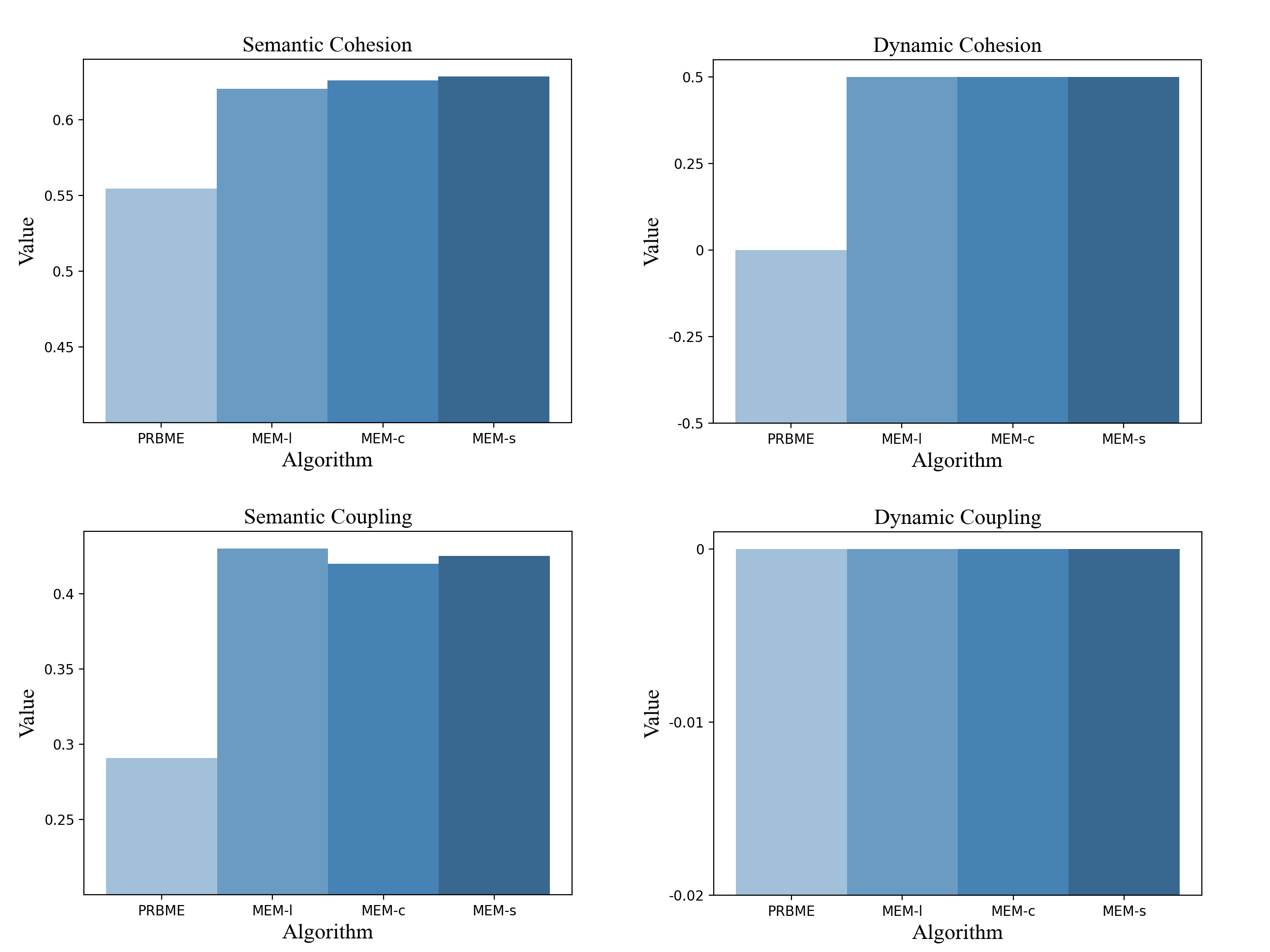 Semantic Cohesion
Value
0.6
0.55
0.5
0.45
PRBME MEM-l MEM-c MEM-s
Algorithm
Dynamic Cohesion
Value
0.5
0.25
0
-0.25
-0.5
PRBME MEM-l MEM-c MEM-s
Algorithm
Semantic Coupling
Value
0.4
0.35
0.3
0.25
PRBME MEM-l MEM-c MEM-s
Algorithm
Dynamic Coupling
Value
0
-0.01
-0.02
PRBME MEM-l MEM-c MEM-s
Algorithm